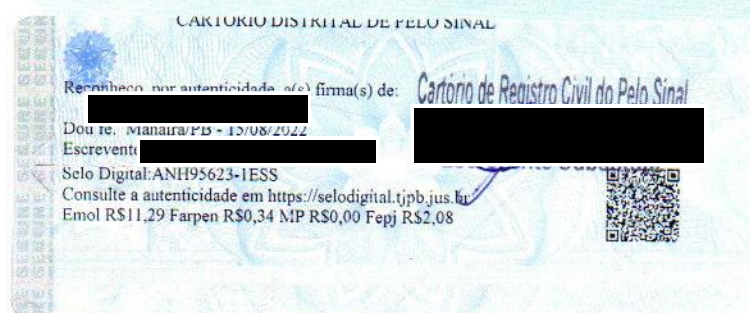 CARTÓRIO DISTRITAL DE PELO SINAL
Reconheço, por autenticidade, a(s) firma(s) de:
Cartório de Registro Civil do Pelo Sinal
Dou fé. Manaíra/PB - 15/08/2022
Escrevente
Selo Digital:ANH95623-1ESS
Consulte a autenticidade em https://selodigital.tjpb.jus.br
Emol R$11,29 Farpen R$0,34 MP R$0,00 Fepj R$2,08